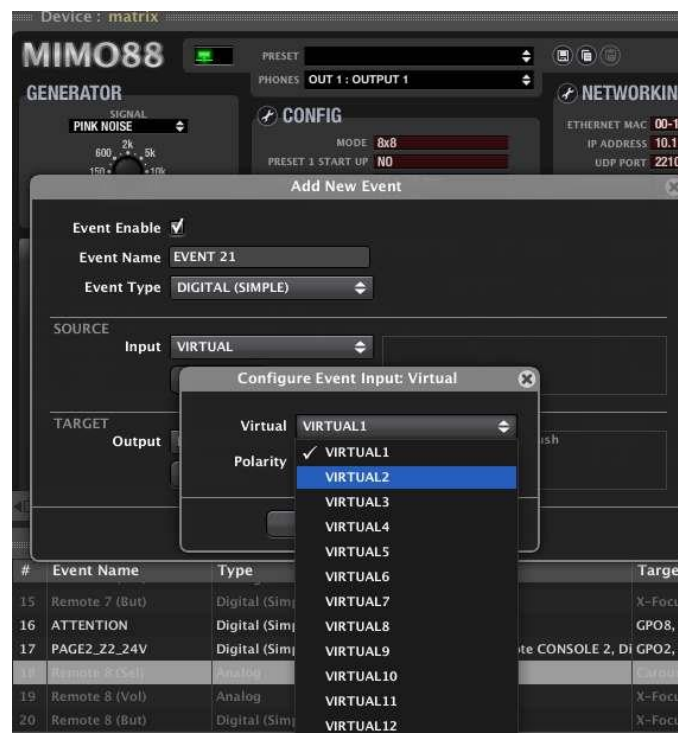 Device : matrix
MIMO88
PRESET
PHONES OUT 1 : OUTPUT 1
GENERATOR
SIGNAL
PINK NOISE
2k
600 5k
150 10k
CONFIG
MODE 8x8
PRESET 1 START UP NO
NETWORKIN
ETHERNET MAC 00-1
IP ADDRESS 10.1
UDP PORT 2210
Add New Event
Event Enable
Event Name EVENT 21
Event Type DIGITAL (SIMPLE)
SOURCE
Input VIRTUAL
Configure Event Input: Virtual
TARGET
Output
Virtual VIRTUAL1
Polarity
VIRTUAL1
VIRTUAL2
VIRTUAL3
VIRTUAL4
VIRTUAL5
VIRTUAL6
VIRTUAL7
VIRTUAL8
VIRTUAL9
VIRTUAL10
VIRTUAL11
VIRTUAL12
# Event Name Type Targe
15 Remote 7 (But) Digital (Sim X-Focu
16 ATTENTION Digital (Sim GPO8,
17 PAGE2_Z2_24V Digital (Sim te CONSOLE 2, Di GPO2,
18 Remote 8 (Sel) Analog
19 Remote 8 (Vol) Analog X-Focu
20 Remote 8 (But) Digital (Sim X-Focu